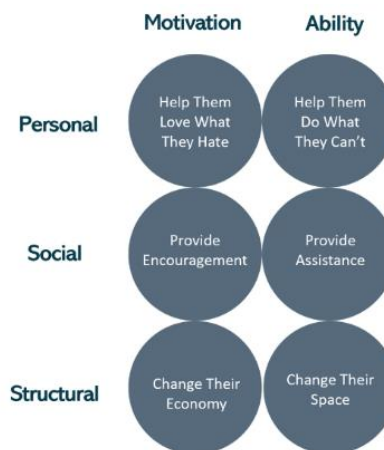 Motivation Ability
Personal
Help Them
Love What
They Hate
Help Them
Do What
They Can't
Social
Provide
Encouragement
Provide
Assistance
Structural
Change Their
Economy
Change Their
Space